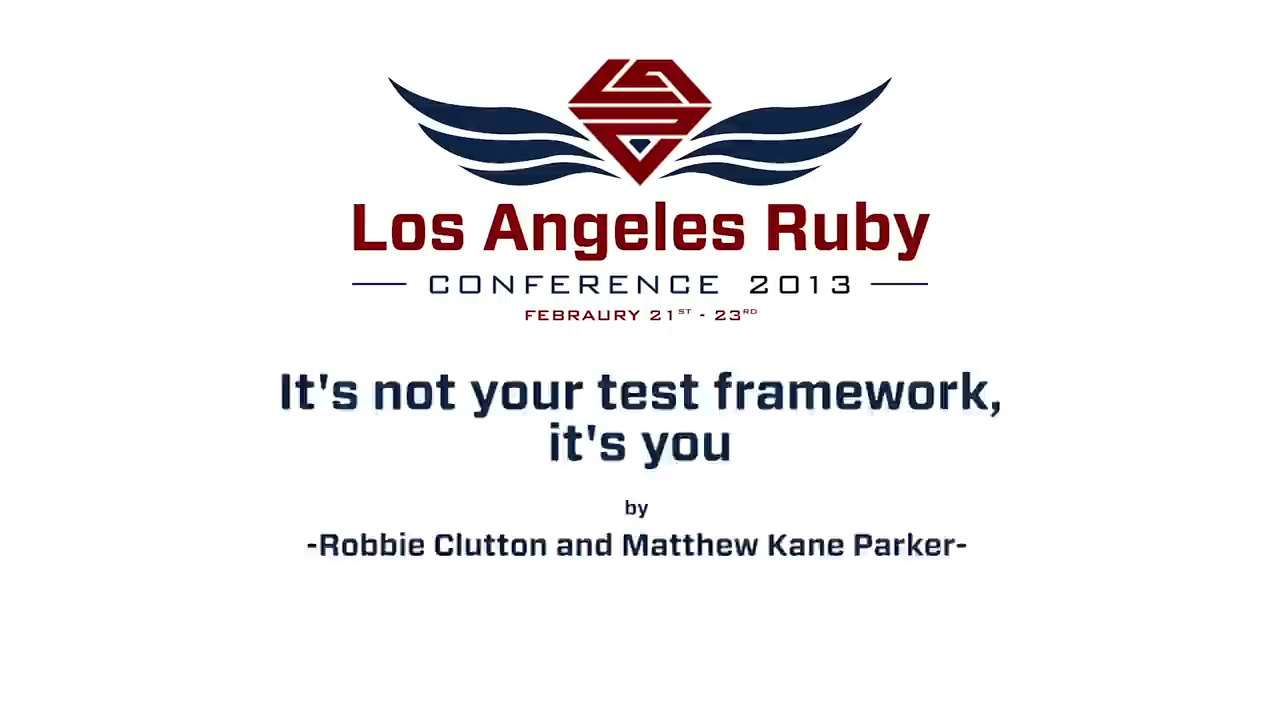 Los Angeles Ruby
CONFERENCE 2013
FEBRAURY 21ST - 23RD
It's not your test framework,
it's you
by
-Robbie Clutton and Matthew Kane Parker-